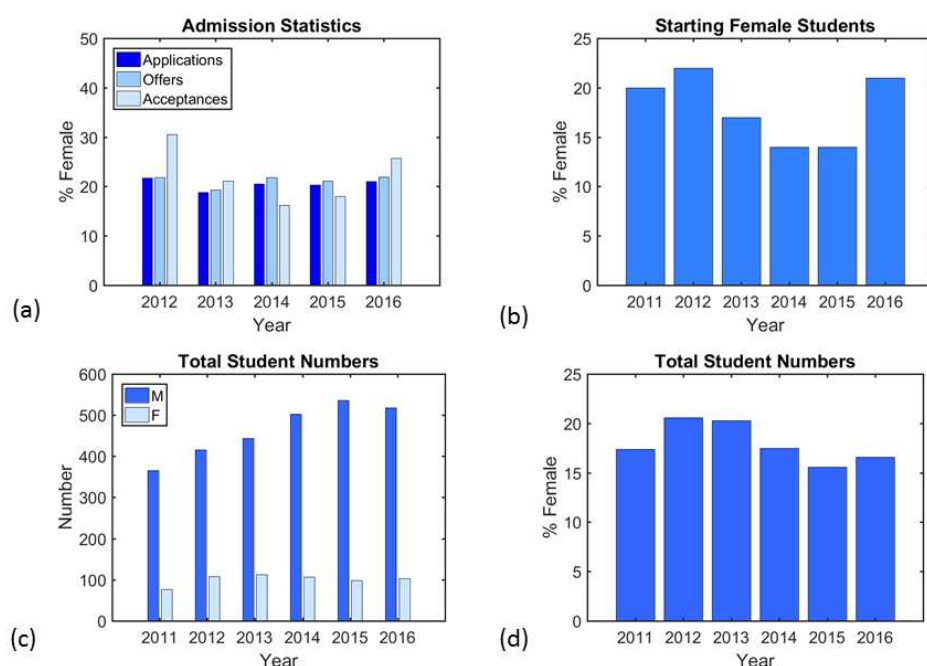 Admission Statistics
50
40
30
20
10
0
% Female
Applications
Offers
Acceptances
2012 2013 2014 2015 2016
Year
(a)
Starting Female Students
25
20
15
10
5
0
% Female
2011 2012 2013 2014 2015 2016
Year
(b)
Total Student Numbers
600
500
400
300
200
100
0
Number
M
F
2011 2012 2013 2014 2015 2016
Year
(c)
Total Student Numbers
25
20
15
10
5
0
% Female
2011 2012 2013 2014 2015 2016
Year
(d)